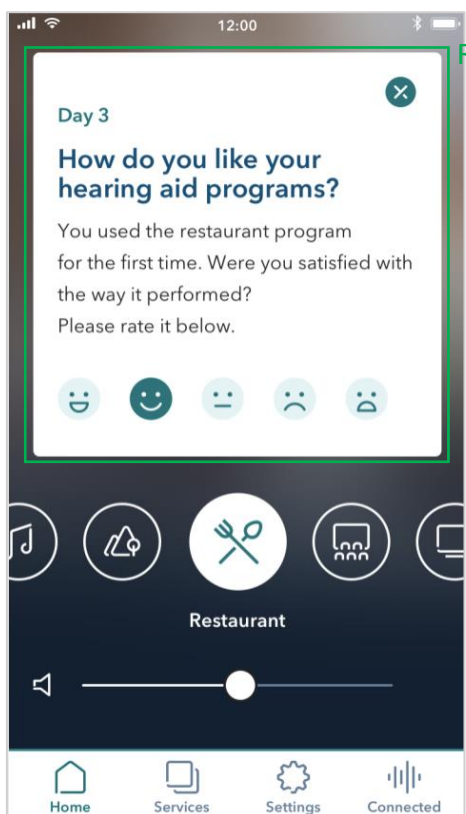 12:00
Day 3
How do you like your
hearing aid programs?
You used the restaurant program
for the first time. Were you satisfied with
the way it performed?
Please rate it below.
Restaurant
Home Services Settings Connected